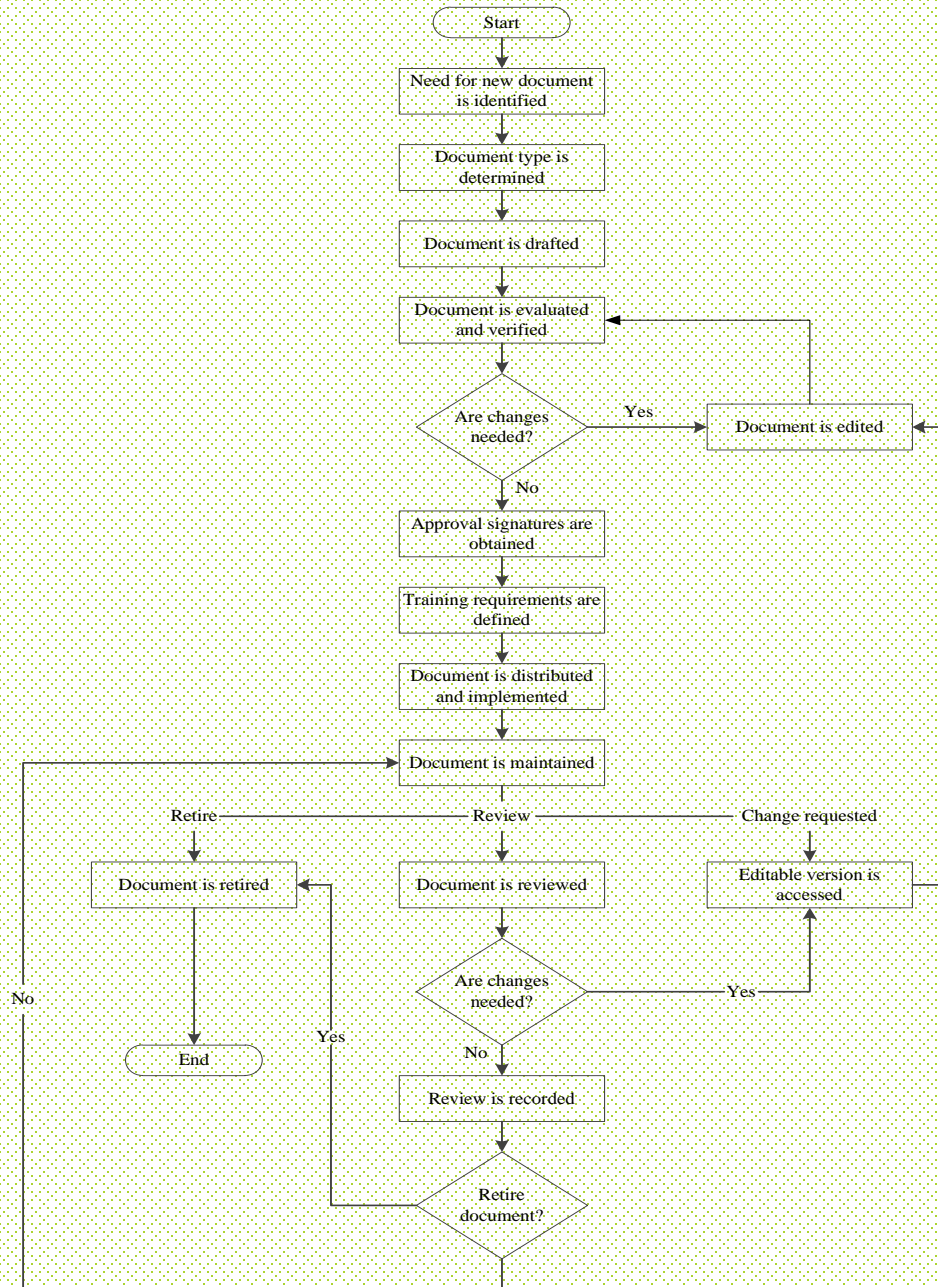 Start
Need for new document
is identified
Document type is
determined
Document is drafted
Document is evaluated
and verified
Are changes
needed?
Yes
Document is edited
No
Approval signatures are
obtained
Training requirements are
defined
Document is distributed
and implemented
Document is maintained
Retire
Review
Change requested
Document is retired
Document is reviewed
Editable version is
accessed
Are changes
needed?
Yes
No
Yes
No
End
Review is recorded
Retire
document?